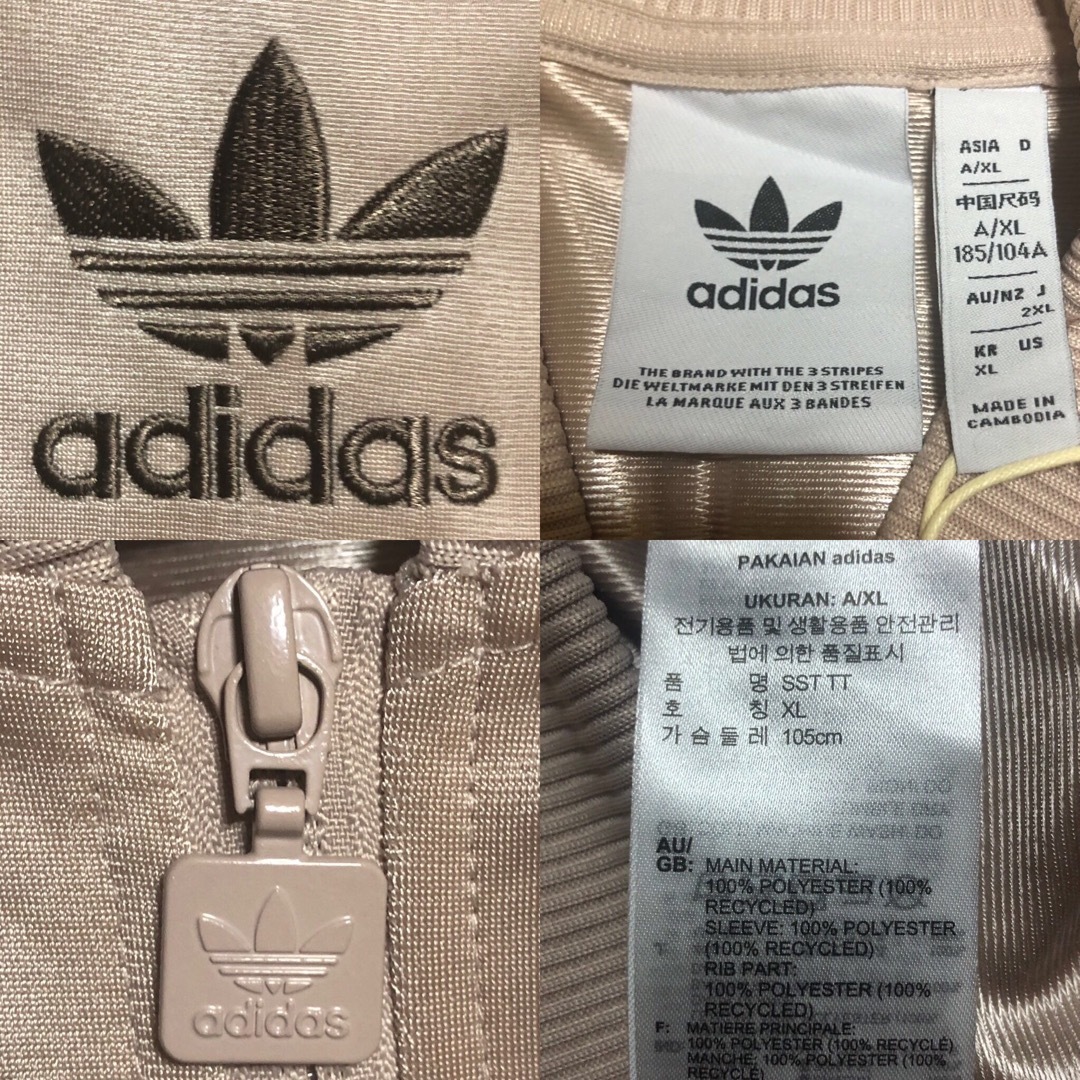 adidas
adidas
THE BRAND WITH THE 3 STRIPES
DIE WELTMARKE MIT DEN 3 STREIFEN
LA MARQUE AUX 3 BANDES
ASIA D
A/XL
中国尺码
A/XL
185/104A
AU/NZ J
2XL
KR US
XL
MADE IN
CAMBODIA
adidas
PAKAIAN adidas
UKURAN: A/XL
전기용품 및 생활용품 안전관리
법에 의한 품질표시
품 명 SST TT
호 칭 XL
가슴둘레 105cm
AU/
GB: MAIN MATERIAL:
100% POLYESTER (100%
RECYCLED)
SLEEVE: 100% POLYESTER
(100% RECYCLED)
RIB PART:
100% POLYESTER (100%
RECYCLED)
F: MATIERE PRINCIPALE:
100% POLYESTER (100% RECYCLÉ)
MANCHE: 100% POLYESTER (100%
RECYCLÉ)